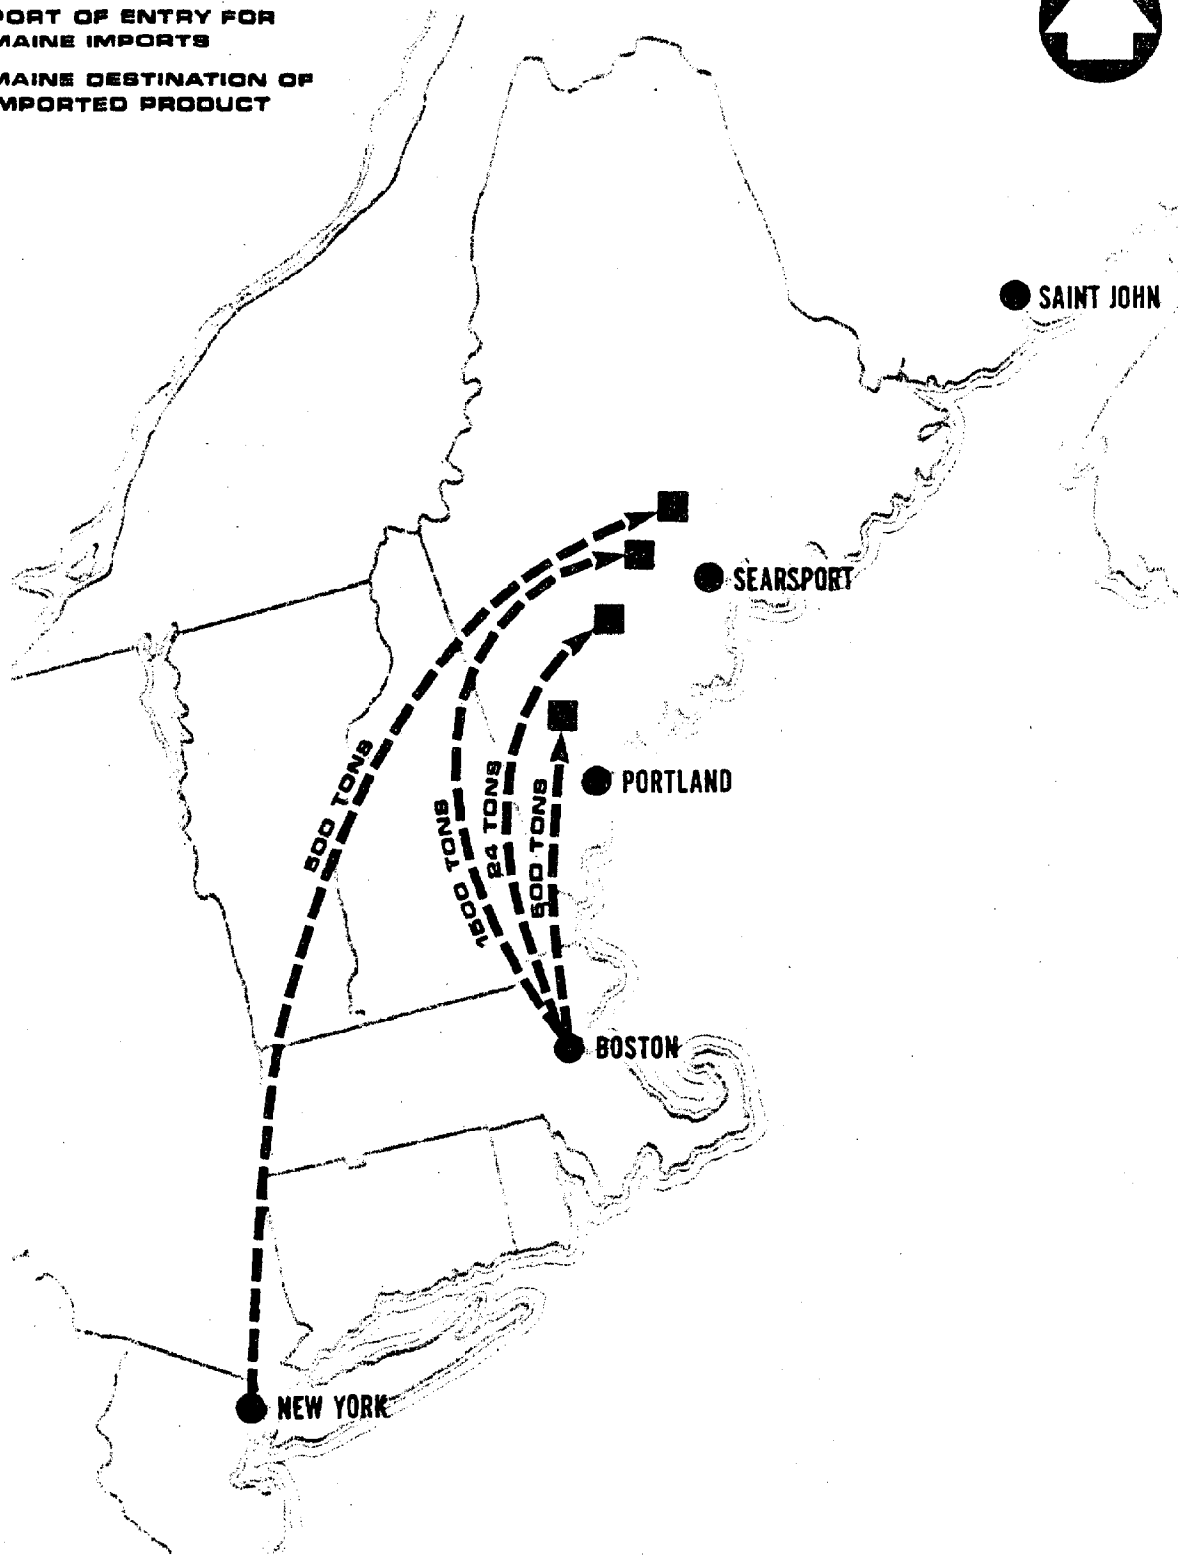 PORT OF ENTRY FOR
MAINE IMPORTS
MAINE DESTINATION OF
IMPORTED PRODUCT
SAINT JOHN
SEARSPORT
PORTLAND
500 TONS
1500 TONS
24 TONS
500 TONS
BOSTON
NEW YORK